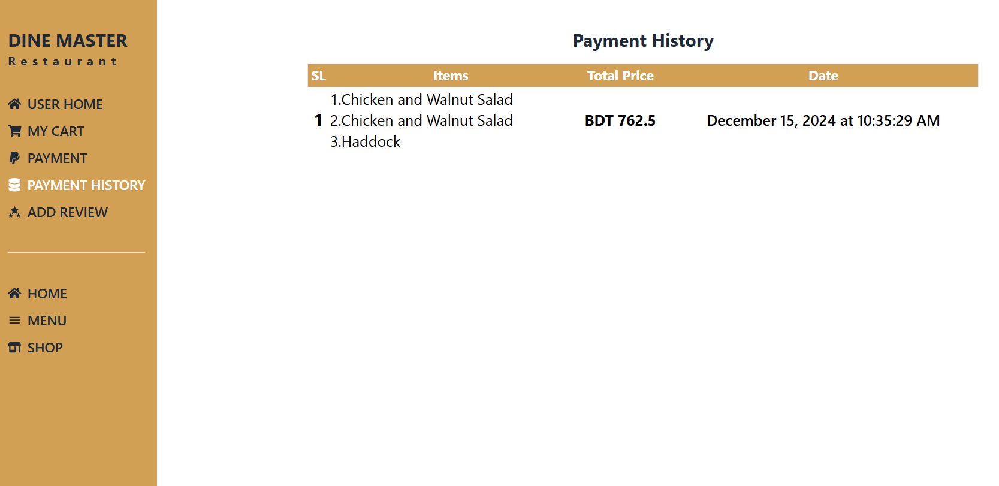 DINE MASTER
Restaurant
USER HOME
MY CART
PAYMENT
PAYMENT HISTORY
ADD REVIEW
HOME
MENU
SHOP
Payment History
SL Items Total Price Date
1.Chicken and Walnut Salad
1 2.Chicken and Walnut Salad BDT 762.5 December 15, 2024 at 10:35:29 AM
3.Haddock